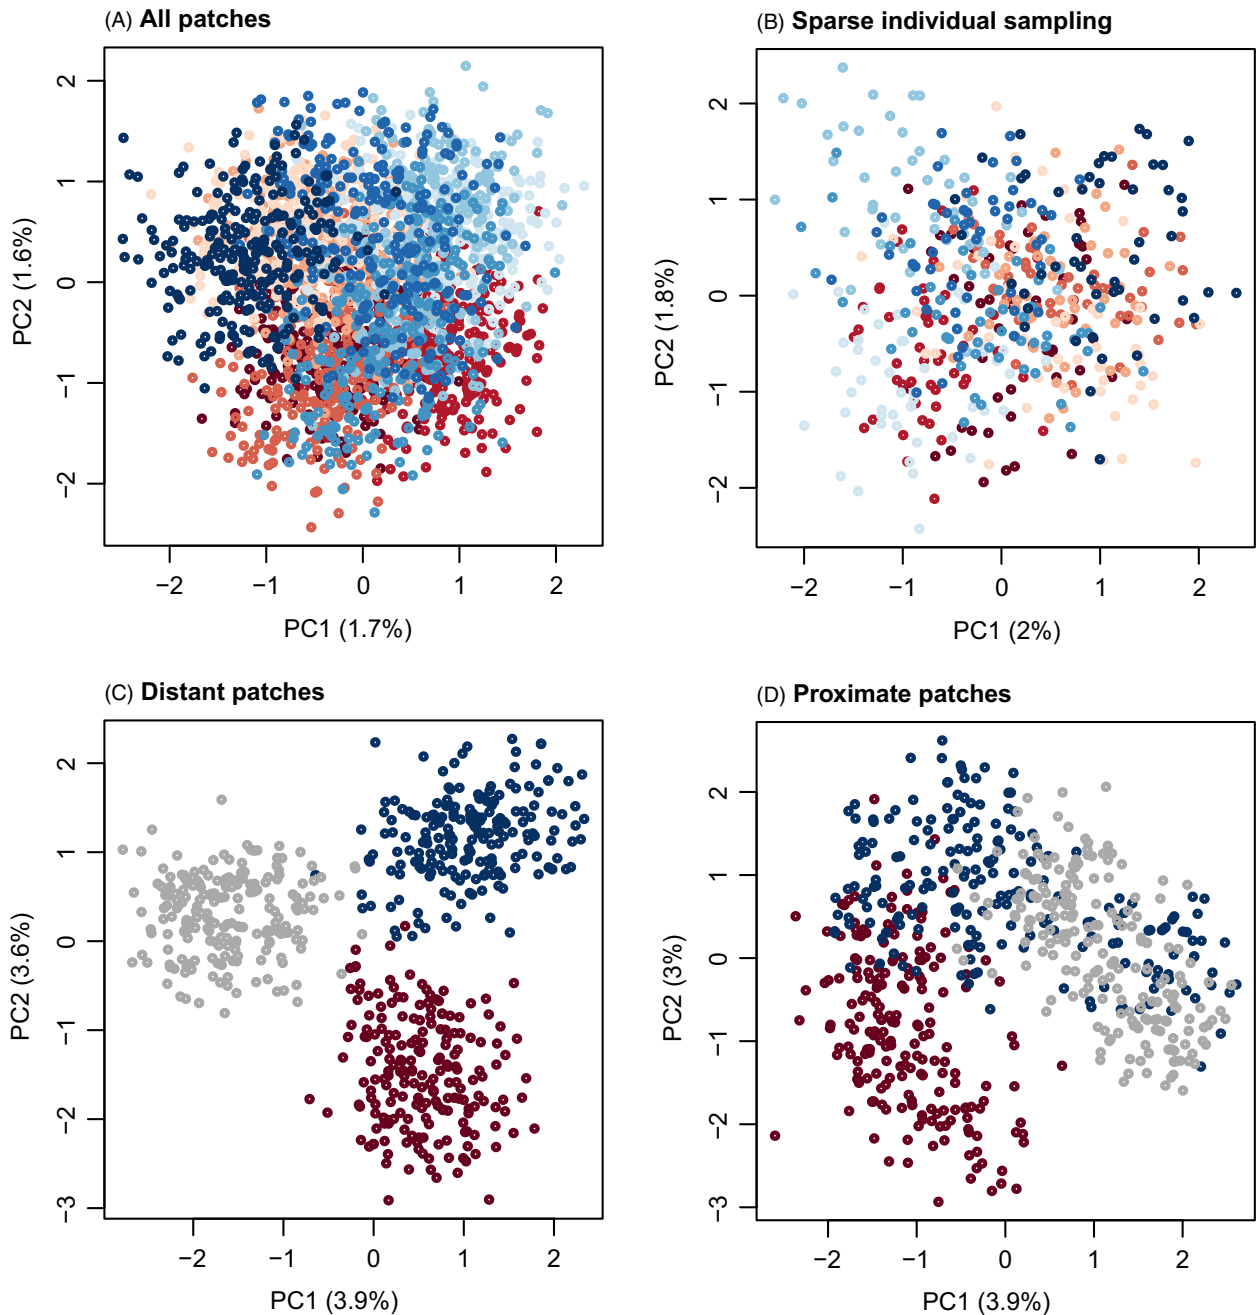 (A) All patches
2
1
0
−1
−2
PC2 (1.6%)
−2 −1 0 1 2
PC1 (1.7%)
(B) Sparse individual sampling
2
1
0
−1
−2
PC2 (1.8%)
−2 −1 0 1 2
PC1 (2%)
(C) Distant patches
2
1
0
−1
−2
−3
PC2 (3.6%)
−2 −1 0 1 2
PC1 (3.9%)
(D) Proximate patches
2
1
0
−1
−2
−3
PC2 (3%)
−2 −1 0 1 2
PC1 (3.9%)